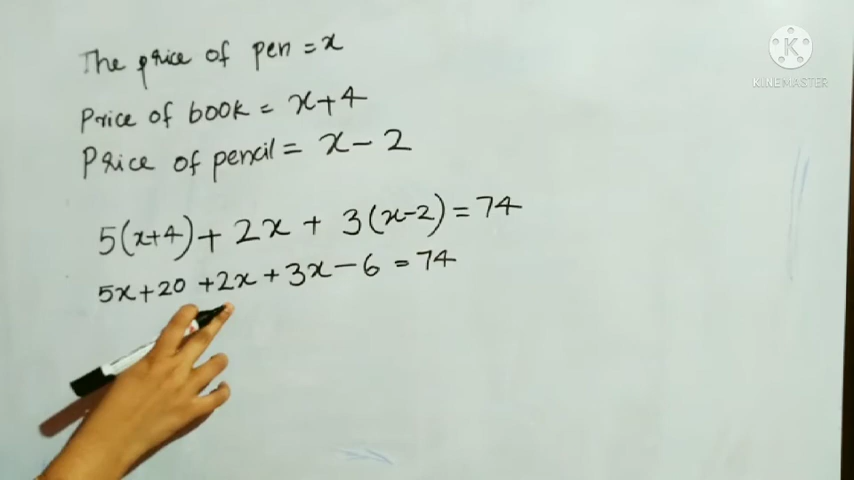 The price of pen = x
Price of book = x+4
Price of pencil = x-2
5(x+4) + 2x + 3(x-2) = 74
5x+20 +2x + 3x - 6 = 74
K
KINEMASTER